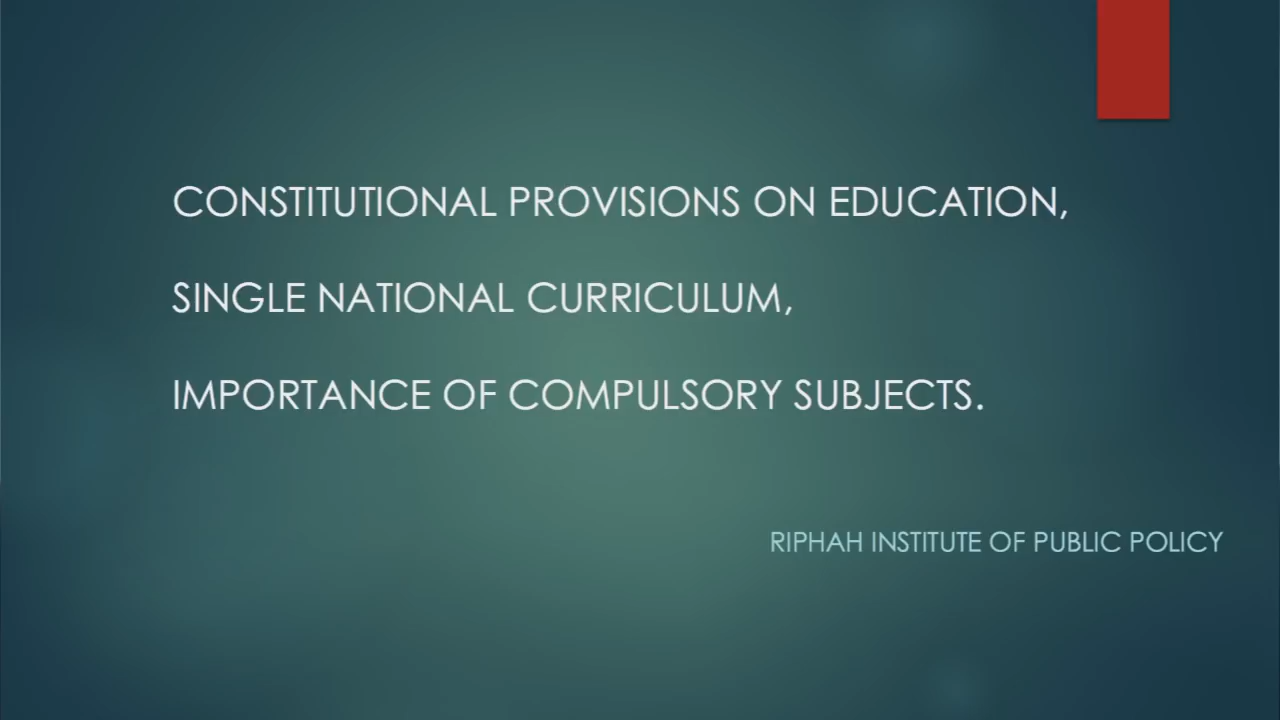 CONSTITUTIONAL PROVISIONS ON EDUCATION,
SINGLE NATIONAL CURRICULUM,
IMPORTANCE OF COMPULSORY SUBJECTS.
RIPHAH INSTITUTE OF PUBLIC POLICY